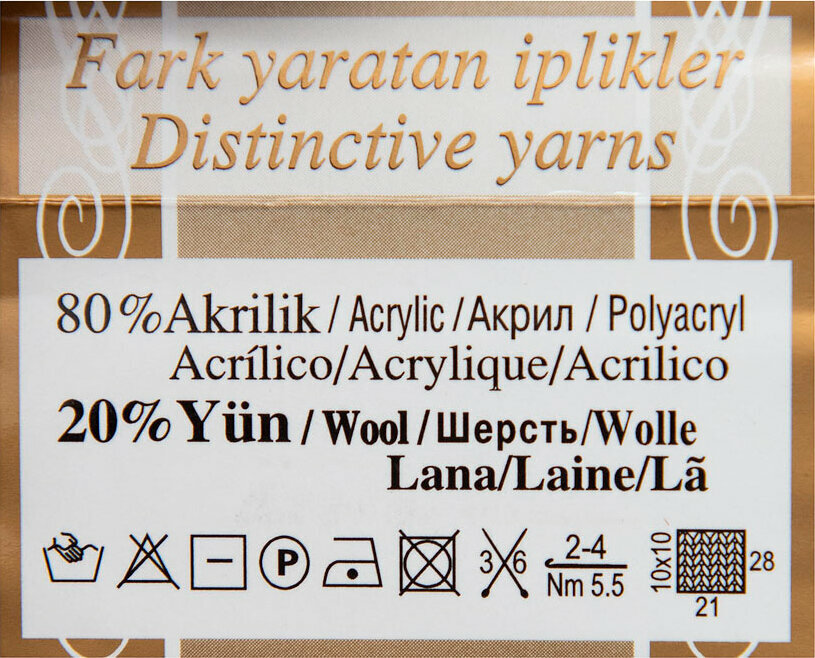 Fark yaratan iplikler
Distinctive yarns
80%Akrilik / Acrylic / Акрил / Polyacryl
Acrílico/Acrylique/Acrilico
20% Yün / Wool / Шерсть/Wolle
Lana/Laine/Lã
P 3 6 2-4 10x10 28
Nm 5.5 21